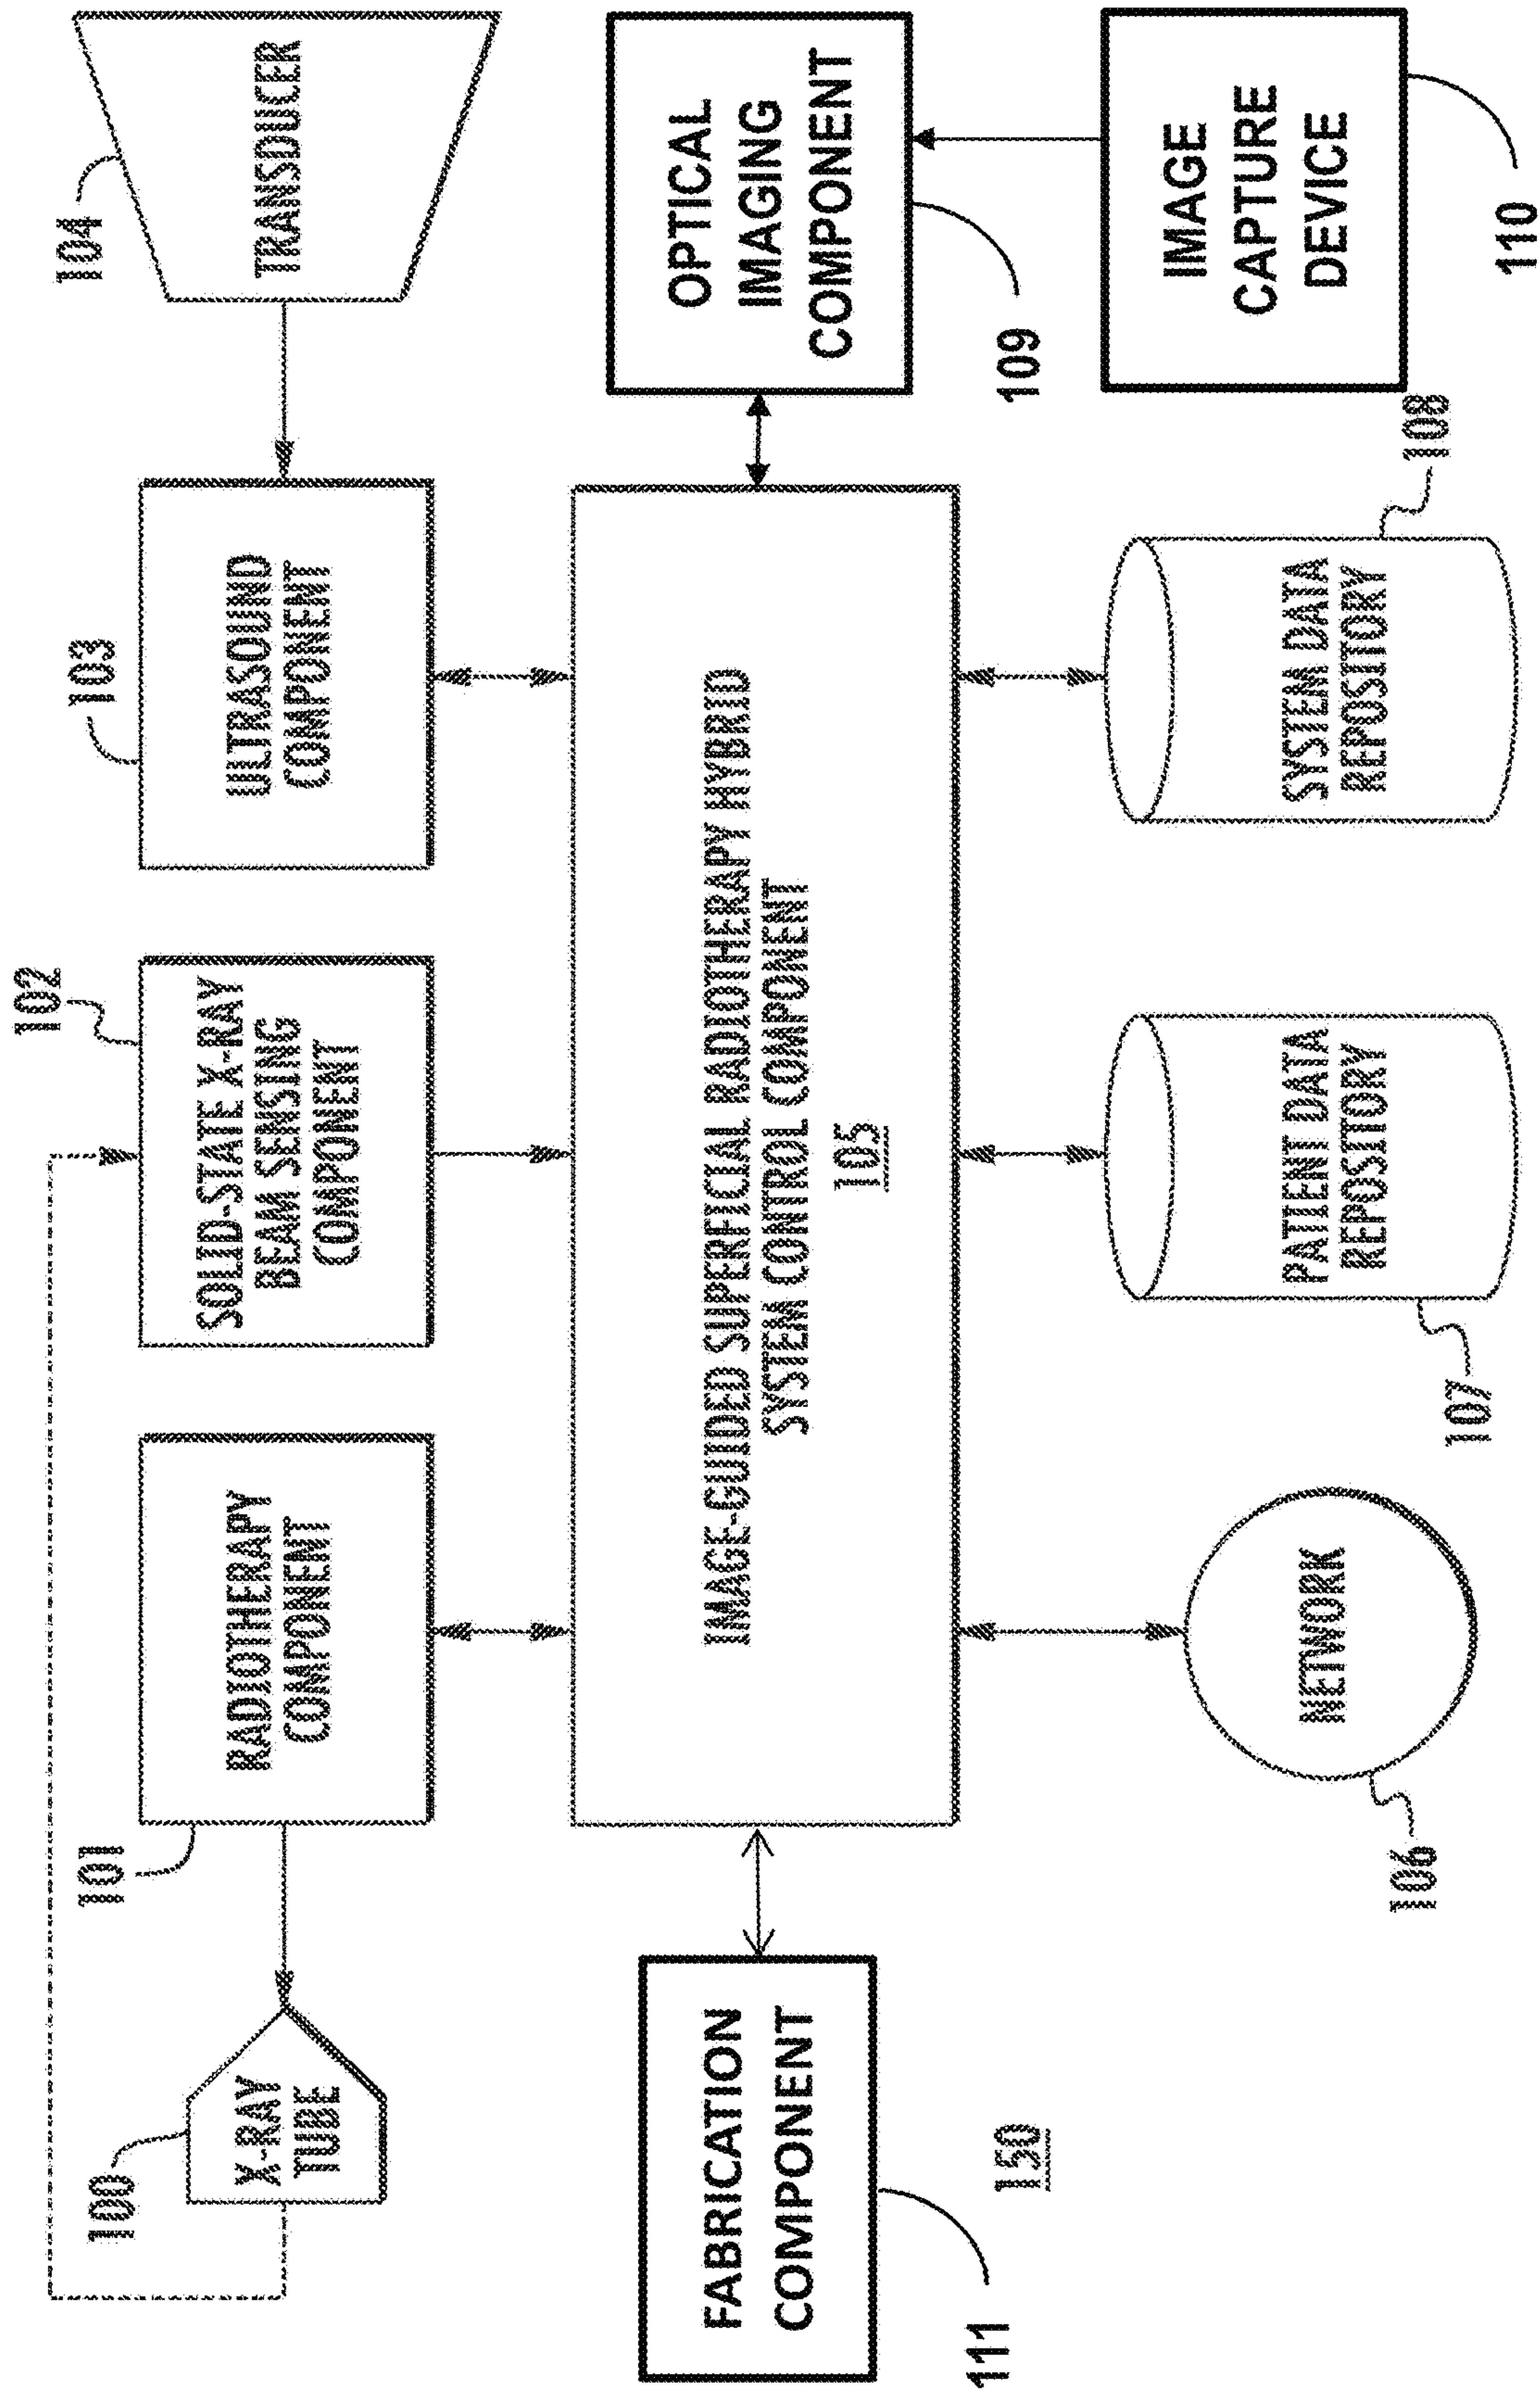 100
X-RAY
TUBE
101
RADIOTHERAPY
COMPONENT
102
SOLID-STATE X-RAY
BEAM SENSING
COMPONENT
103
ULTRASOUND
COMPONENT
104
TRANSDUCER
FABRICATION
COMPONENT
111
150
IMAGE-GUIDED SUPERFICIAL RADIOTHERAPY HYBRID
SYSTEM CONTROL COMPONENT
105
OPTICAL
IMAGING
COMPONENT
109
NETWORK
106
PATIENT DATA
REPOSITORY
107
SYSTEM DATA
REPOSITORY
108
IMAGE
CAPTURE
DEVICE
110